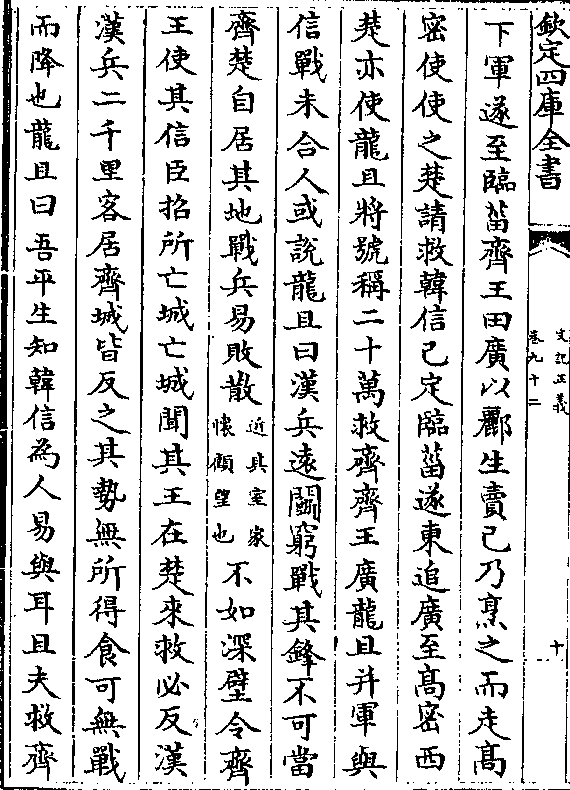 欽定四庫全書
史記正義
卷九十二
十
下軍遂至臨菑齊王田廣以酈生賣已乃烹之而走髙
密使使之楚請救韓信已定臨菑遂東追廣至髙密西
楚亦使龍且將號稱二十萬救齊齊王廣龍且并軍與
信戰未合人或説龍且曰漢兵逺鬭窮戰其鋒不可當
齊楚自居其地戰兵易敗散近其室家懷顧望也不如深壁令齊
王使其信臣招所亡城亡城聞其王在楚來救必反漢
漢兵二千里客居齊城皆反之其勢無所得食可無戰
而降也龍且曰吾平生知韓信為人易與耳且夫救齊